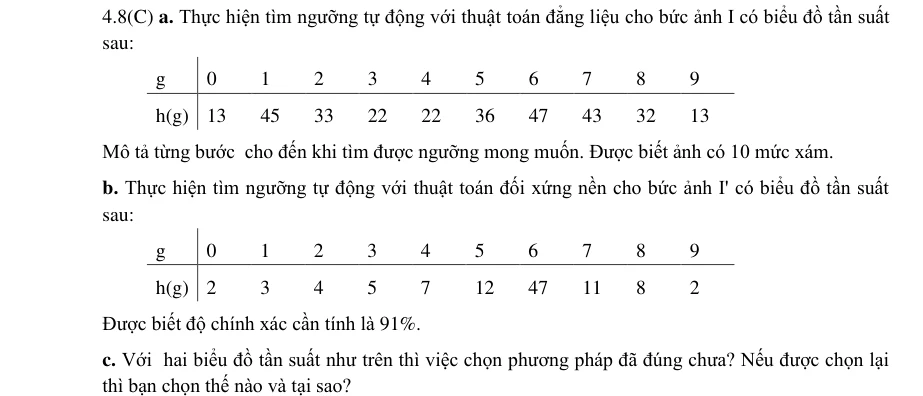 4.8(C) a. Thực hiện tìm ngưỡng tự động với thuật toán đẳng liệu cho bức ảnh I có biểu đồ tần suất
sau:
g 0 1 2 3 4 5 6 7 8 9
h(g) 13 45 33 22 22 36 47 43 32 13
Mô tả từng bước cho đến khi tìm được ngưỡng mong muốn. Được biết ảnh có 10 mức xám.
b. Thực hiện tìm ngưỡng tự động với thuật toán đối xứng nền cho bức ảnh I' có biểu đồ tần suất
sau:
g 0 1 2 3 4 5 6 7 8 9
h(g) 2 3 4 5 7 12 47 11 8 2
Được biết độ chính xác cần tính là 91%.
c. Với hai biểu đồ tần suất như trên thì việc chọn phương pháp đã đúng chưa? Nếu được chọn lại
thì bạn chọn thế nào và tại sao?